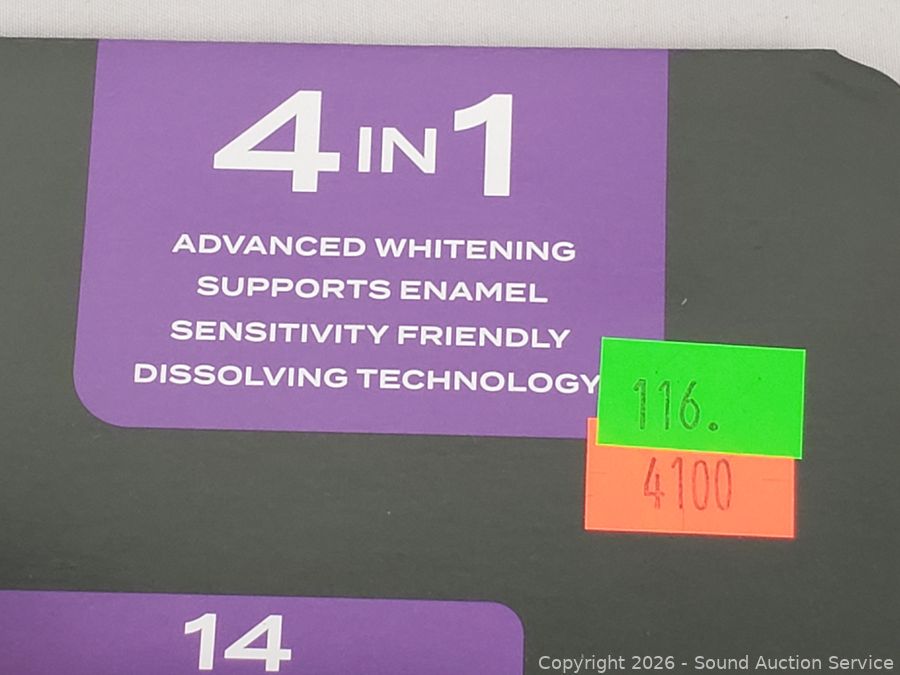 4 IN 1
ADVANCED WHITENING
SUPPORTS ENAMEL
SENSITIVITY FRIENDLY
DISSOLVING TECHNOLOGY
116.
4100
14
Copyright 2026 - Sound Auction Service